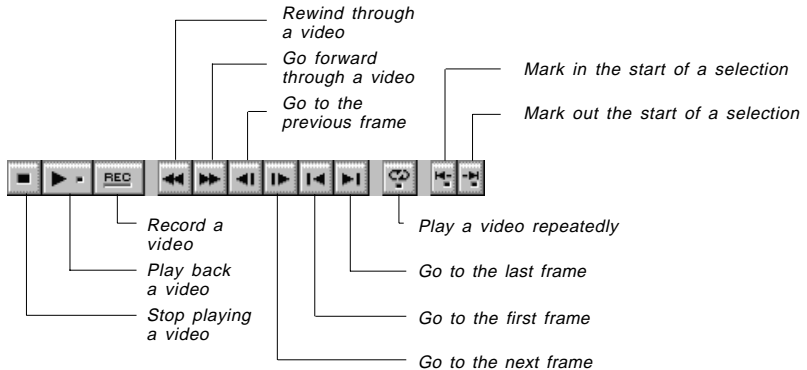 Rewind through
a video
Go forward
through a video
Go to the
previous frame
Mark in the start of a selection
Mark out the start of a selection
REC
Record a
video
Play back
a video
Stop playing
a video
Play a video repeatedly
Go to the last frame
Go to the first frame
Go to the next frame